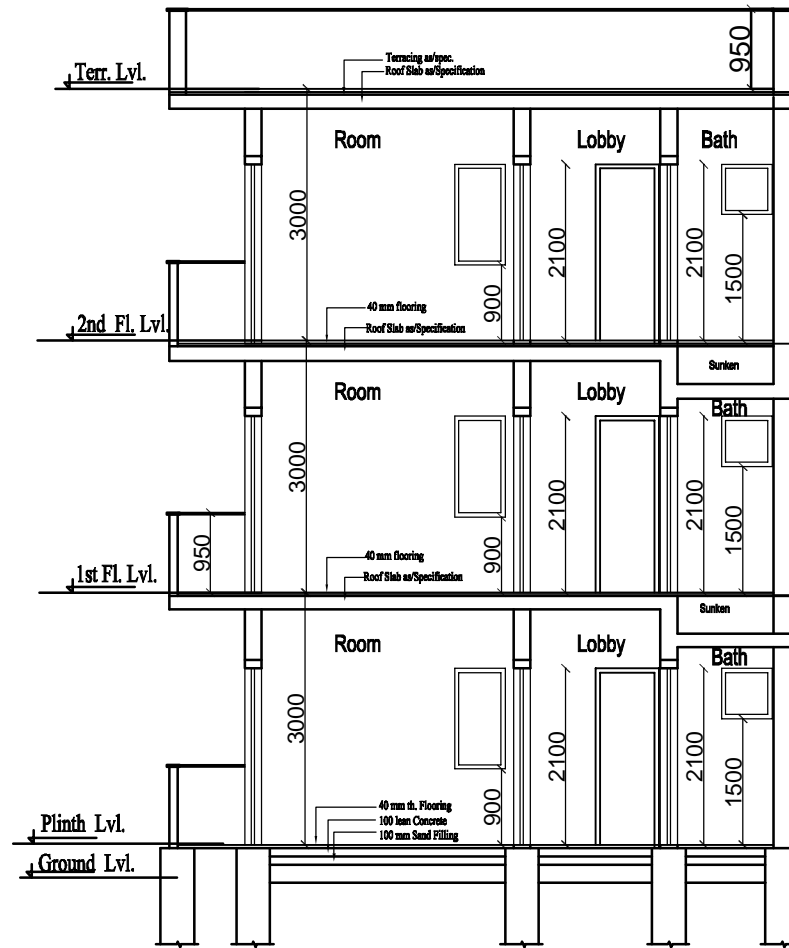 950
Terracing as/spec.
Terr. Lvl.
Roof Slab as/Specification
Room Lobby Bath
3000
2100
2100
1500
900
40 mm flooring
2nd Fl. Lvl.
Roof Slab as/Specification
Sunken
Room Lobby Bath
3000
2100
2100
1500
950
900
40 mm flooring
1st Fl. Lvl.
Roof Slab as/Specification
Sunken
Room Lobby Bath
3000
2100
2100
1500
900
40 mm th. Flooring
Plinth Lvl.
100 lean Concrete
100 mm Sand Filling
Ground Lvl.